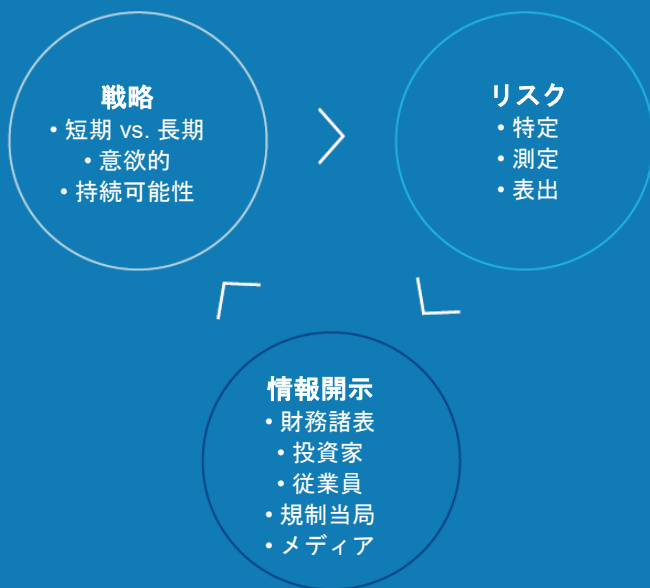 戦略
• 短期 vs. 長期
• 意欲的
• 持続可能性
リスク
• 特定
• 測定
• 表出
情報開示
• 財務諸表
• 投資家
• 従業員
• 規制当局
• メディア